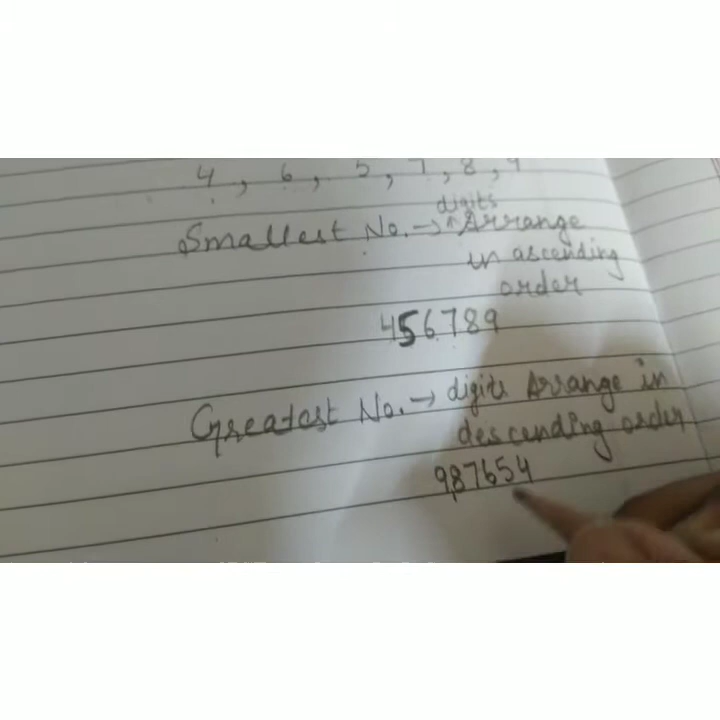 4, 6, 5, 7, 8, 9
digits
Smallest No. → ^ Arrange
in ascending
order
456789
Greatest No. → digits Arrange in
descending order
987654